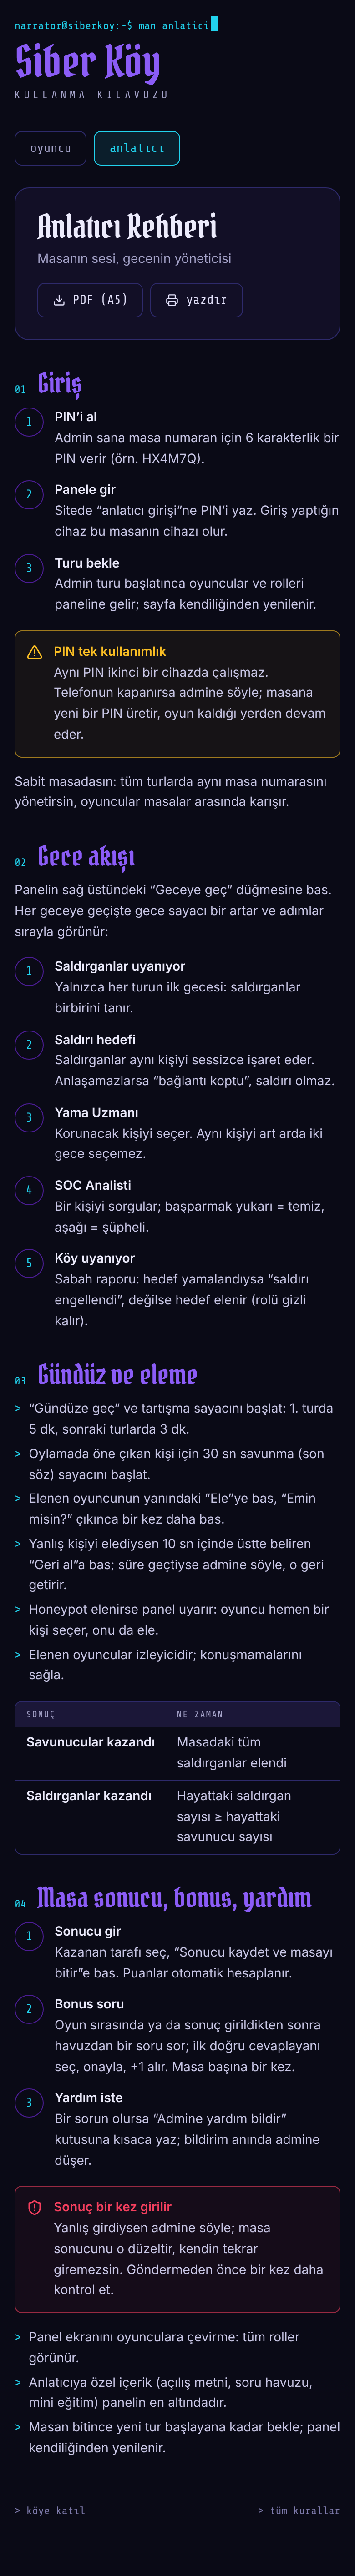 narrator@siberkoy:~$ man anlatici
Siber Köy
KULLANMA KILAVUZU
oyuncu
anlatıcı
Anlatıcı Rehberi
Masanın sesi, gecenin yöneticisi
PDF (A5)
yazdır
01 Giriş
1
PIN’i al
Admin sana masa numaran için 6 karakterlik bir
PIN verir (örn. HX4M7Q).
2
Panele gir
Sitede “anlatıcı girişi”ne PIN’i yaz. Giriş yaptığın
cihaz bu masanın cihazı olur.
3
Turu bekle
Admin turu başlatınca oyuncular ve rolleri
paneline gelir; sayfa kendiliğinden yenilenir.
PIN tek kullanımlık
Aynı PIN ikinci bir cihazda çalışmaz.
Telefonun kapanırsa admine söyle; masana
yeni bir PIN üretir, oyun kaldığı yerden devam
eder.
Sabit masadasın: tüm turlarda aynı masa numarasını
yönetirsin, oyuncular masalar arasında karışır.
02 Gece akışı
Panelin sağ üstündeki “Geceye geç” düğmesine bas.
Her geceye geçişte gece sayacı bir artar ve adımlar
sırayla görünür:
1
Saldırganlar uyanıyor
Yalnızca her turun ilk gecesi: saldırganlar
birbirini tanır.
2
Saldırı hedefi
Saldırganlar aynı kişiyi sessizce işaret eder.
Anlaşamazlarsa “bağlantı koptu”, saldırı olmaz.
3
Yama Uzmanı
Korunacak kişiyi seçer. Aynı kişiyi art arda iki
gece seçemez.
4
SOC Analisti
Bir kişiyi sorgular; başparmak yukarı = temiz,
aşağı = şüpheli.
5
Köy uyanıyor
Sabah raporu: hedef yamalandıysa “saldırı
engellendi”, değilse hedef elenir (rolü gizli
kalır).
03 Gündüz ve eleme
> “Gündüze geç” ve tartışma sayacını başlat: 1. turda
5 dk, sonraki turlarda 3 dk.
> Oylamada öne çıkan kişi için 30 sn savunma (son
söz) sayacını başlat.
> Elenen oyuncunun yanındaki “Ele”ye bas, “Emin
misin?” çıkınca bir kez daha bas.
> Yanlış kişiyi elediysen 10 sn içinde üstte beliren
“Geri al”a bas; süre geçtiyse admine söyle, o geri
getirir.
> Honeypot elenirse panel uyarır: oyuncu hemen bir
kişi seçer, onu da ele.
> Elenen oyuncular izleyicidir; konuşmamalarını
sağla.
SONUÇ NE ZAMAN
Savunucular kazandı Masadaki tüm
saldırganlar elendi
Saldırganlar kazandı Hayattaki saldırgan
sayısı ≥ hayattaki
savunucu sayısı
04 Masa sonucu, bonus, yardım
1
Sonucu gir
Kazanan tarafı seç, “Sonucu kaydet ve masayı
bitir”e bas. Puanlar otomatik hesaplanır.
2
Bonus soru
Oyun sırasında ya da sonuç girildikten sonra
havuzdan bir soru sor; ilk doğru cevaplayanı
seç, onayla, +1 alır. Masa başına bir kez.
3
Yardım iste
Bir sorun olursa “Admine yardım bildir”
kutusuna kısaca yaz; bildirim anında admine
düşer.
Sonuç bir kez girilir
Yanlış girdiysen admine söyle; masa
sonucunu o düzeltir, kendin tekrar
giremezsin. Göndermeden önce bir kez daha
kontrol et.
> Panel ekranını oyunculara çevirme: tüm roller
görünür.
> Anlatıcıya özel içerik (açılış metni, soru havuzu,
mini eğitim) panelin en altındadır.
> Masan bitince yeni tur başlayana kadar bekle; panel
kendiliğinden yenilenir.
> köye katıl
> tüm kurallar